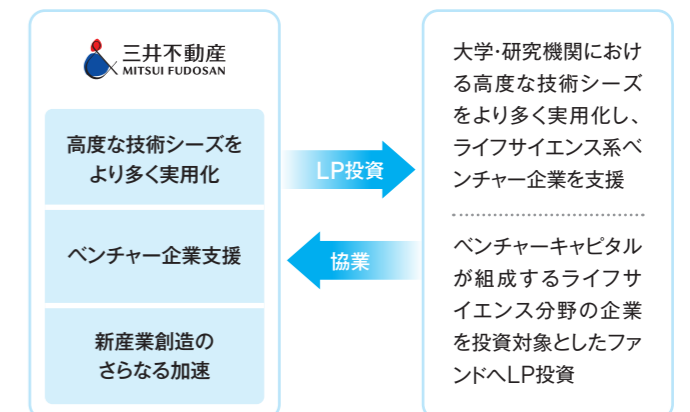 三井不動産
MITSUI FUDOSAN
高度な技術シーズを
より多く実用化
ベンチャー企業支援
新産業創造の
さらなる加速
LP投資
協業
大学・研究機関におけ
る高度な技術シーズ
をより多く実用化し、
ライフサイエンス系ベ
ンチャー企業を支援
ベンチャーキャピタル
が組成するライフサ
イエンス分野の企業
を投資対象としたファ
ンドへLP投資